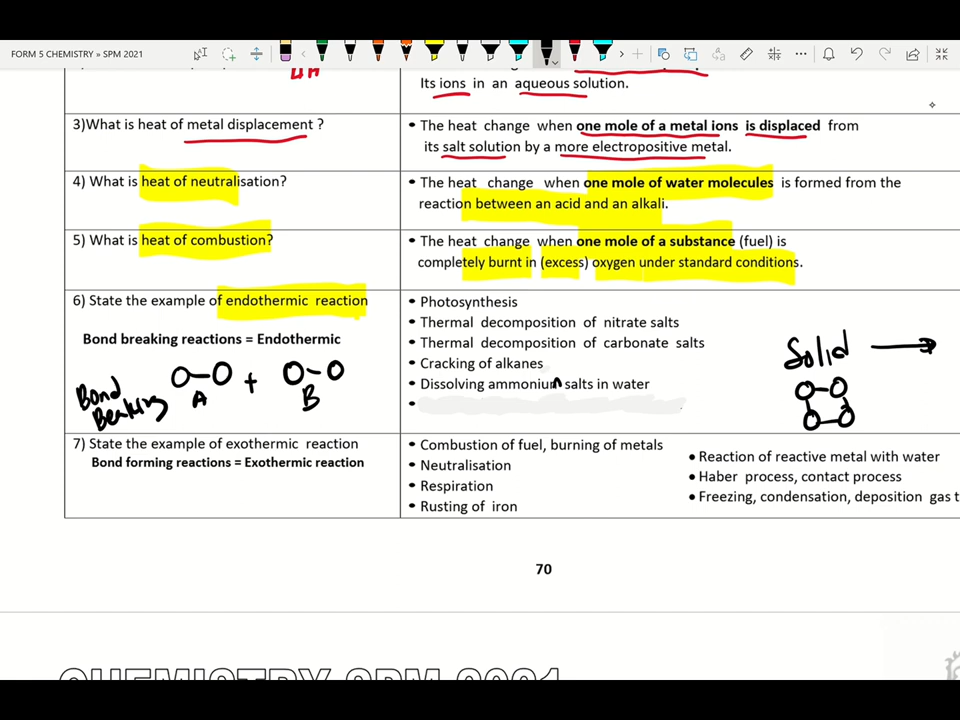 FORM 5 CHEMISTRY » SPM 2021
ΔH
Its ions in an aqueous solution.
3)What is heat of metal displacement ?
• The heat change when one mole of a metal ions is displaced from
its salt solution by a more electropositive metal.
4) What is heat of neutralisation?
• The heat change when one mole of water molecules is formed from the
reaction between an acid and an alkali.
5) What is heat of combustion?
• The heat change when one mole of a substance (fuel) is
completely burnt in (excess) oxygen under standard conditions.
6) State the example of endothermic reaction
Bond breaking reactions = Endothermic
Bond
Beaking
A + B
• Photosynthesis
• Thermal decomposition of nitrate salts
• Thermal decomposition of carbonate salts
• Cracking of alkanes
• Dissolving ammonium salts in water
•
Solid →
7) State the example of exothermic reaction
Bond forming reactions = Exothermic reaction
• Combustion of fuel, burning of metals
• Neutralisation
• Respiration
• Rusting of iron
• Reaction of reactive metal with water
• Haber process, contact process
• Freezing, condensation, deposition gas t
70
CHEMISTRY SPM 2021